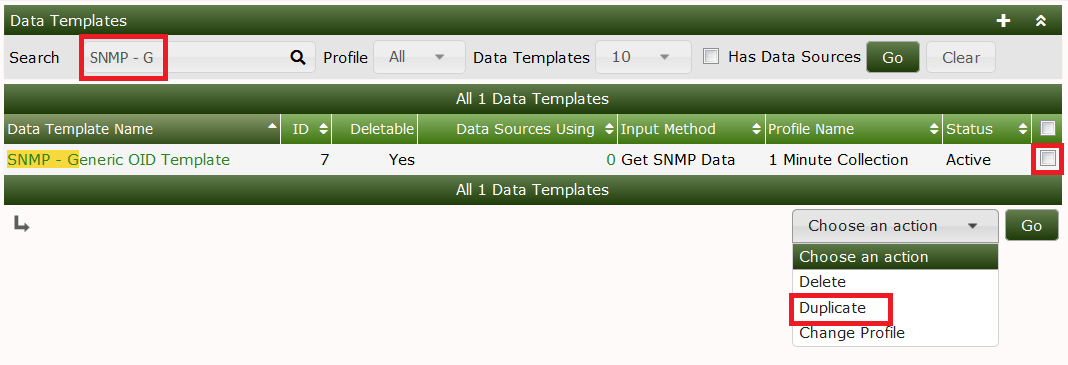 Data Templates
Search SNMP - G Profile All Data Templates 10 Has Data Sources Go Clear
All 1 Data Templates
Data Template Name ID Deletable Data Sources Using Input Method Profile Name Status
SNMP - Generic OID Template 7 Yes 0 Get SNMP Data 1 Minute Collection Active
All 1 Data Templates
Choose an action Go
Choose an action
Delete
Duplicate
Change Profile